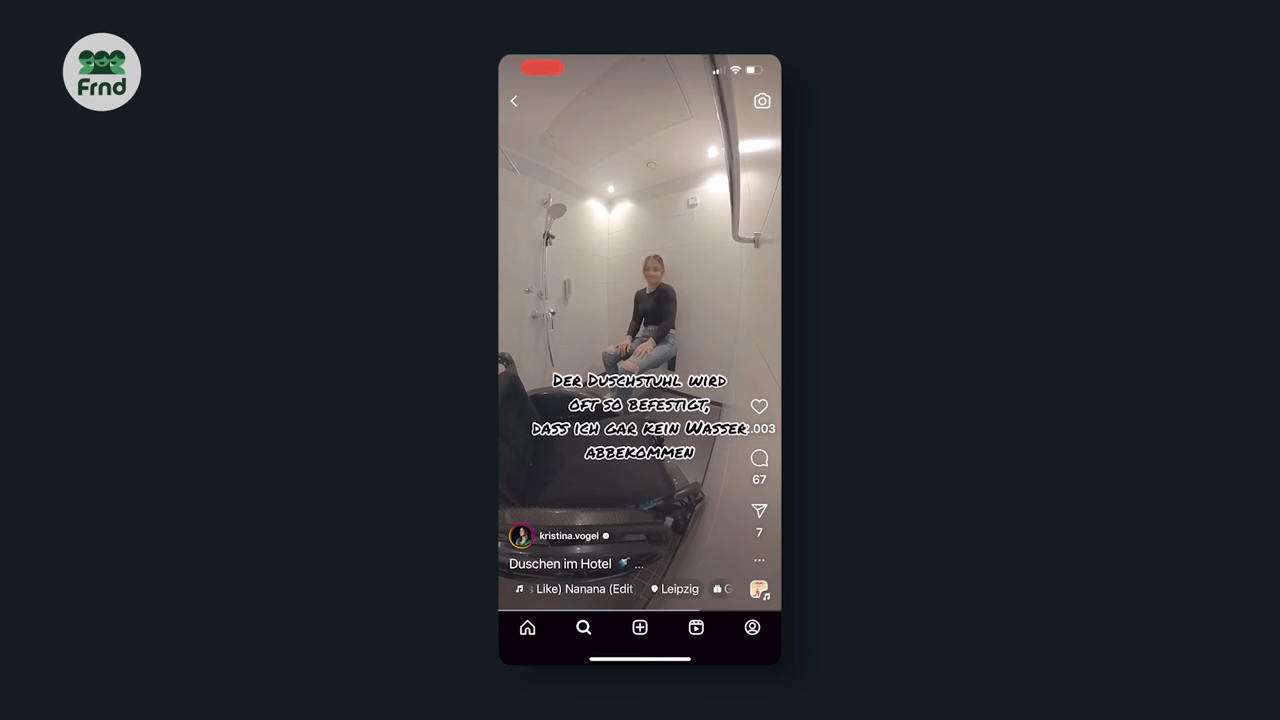 Frnd
DER DUSCHSTUHL WIRD
OFT SO BEFESTIGT,
DASS ICH GAR KEIN WASSER
ABBEKOMMEN
2.003
67
7
kristina.vogel
Duschen im Hotel ...
Like) Nanana (Edit
Leipzig
G